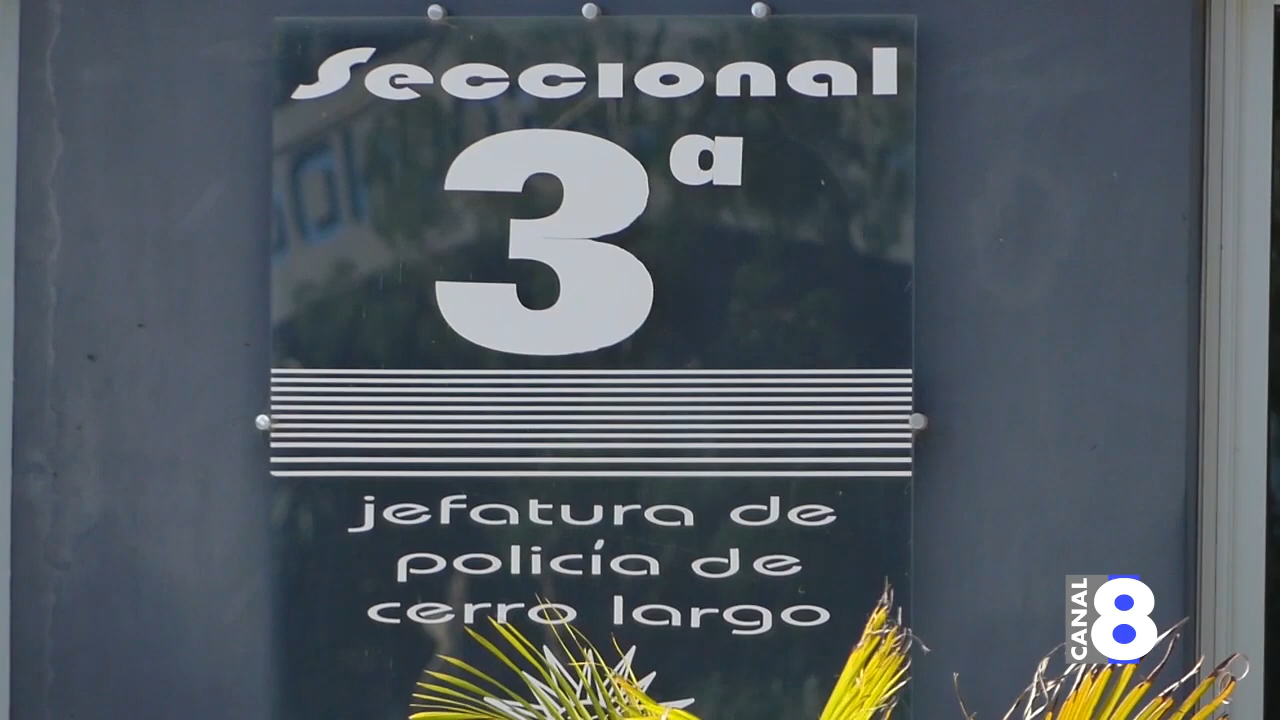 Seccional
3ª
jefatura de
policía de
cerro largo
CANAL 8